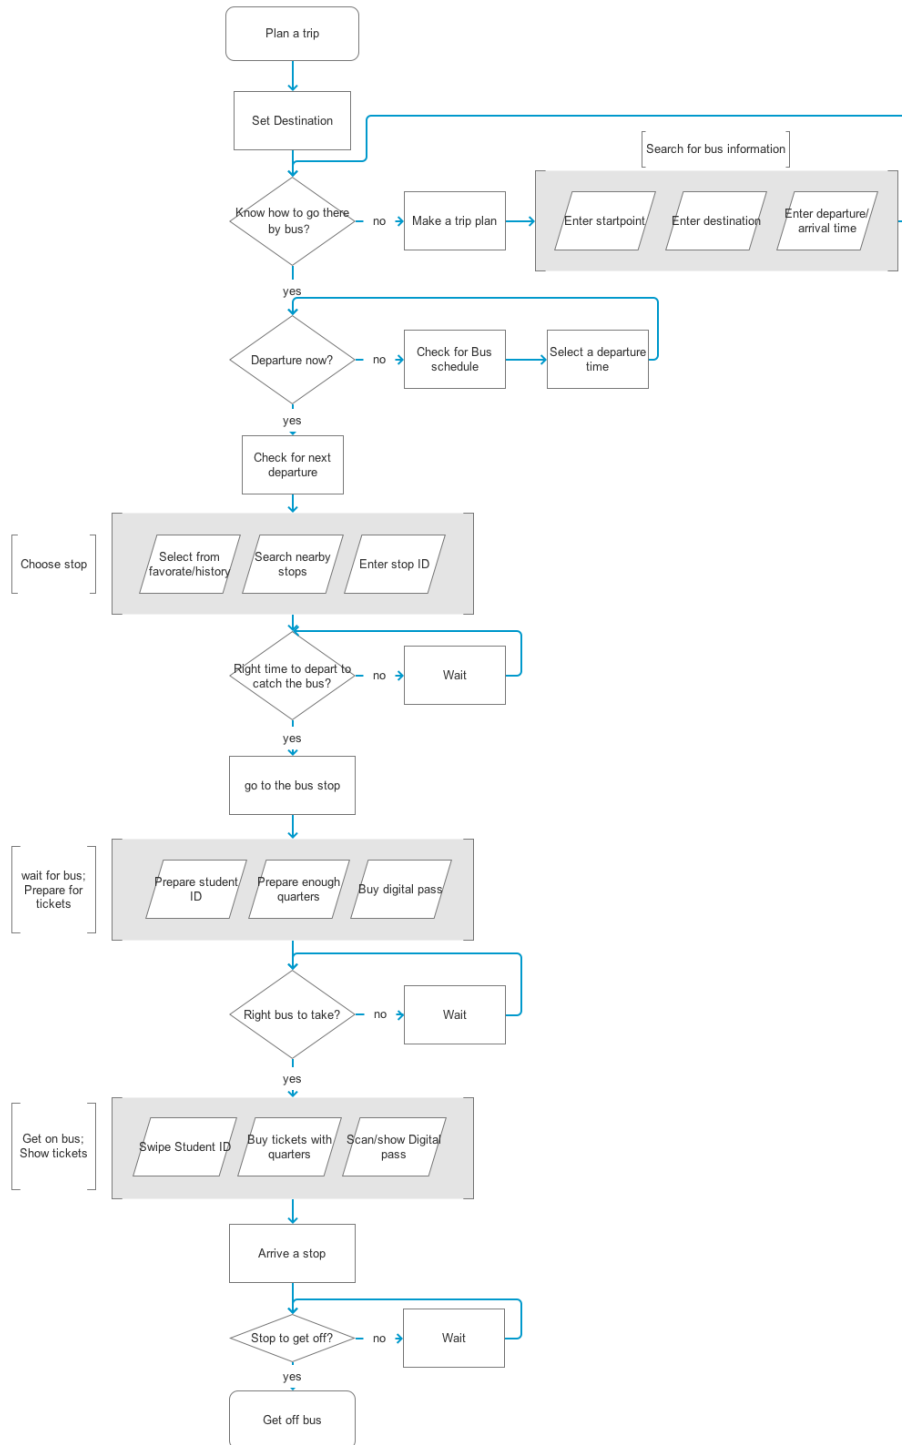 Plan a trip
Set Destination
Search for bus information
Know how to go there
by bus?
no
Make a trip plan
Enter startpoint
Enter destination
Enter departure/
arrival time
yes
Departure now?
no
Check for Bus
schedule
Select a departure
time
yes
Check for next
departure
Choose stop
Select from
favorate/history
Search nearby
stops
Enter stop ID
Right time to depart to
catch the bus?
no
Wait
yes
go to the bus stop
wait for bus;
Prepare for
tickets
Prepare student
ID
Prepare enough
quarters
Buy digital pass
Right bus to take?
no
Wait
yes
Get on bus;
Show tickets
Swipe Student ID
Buy tickets with
quarters
Scan/show Digital
pass
Arrive a stop
Stop to get off?
no
Wait
yes
Get off bus